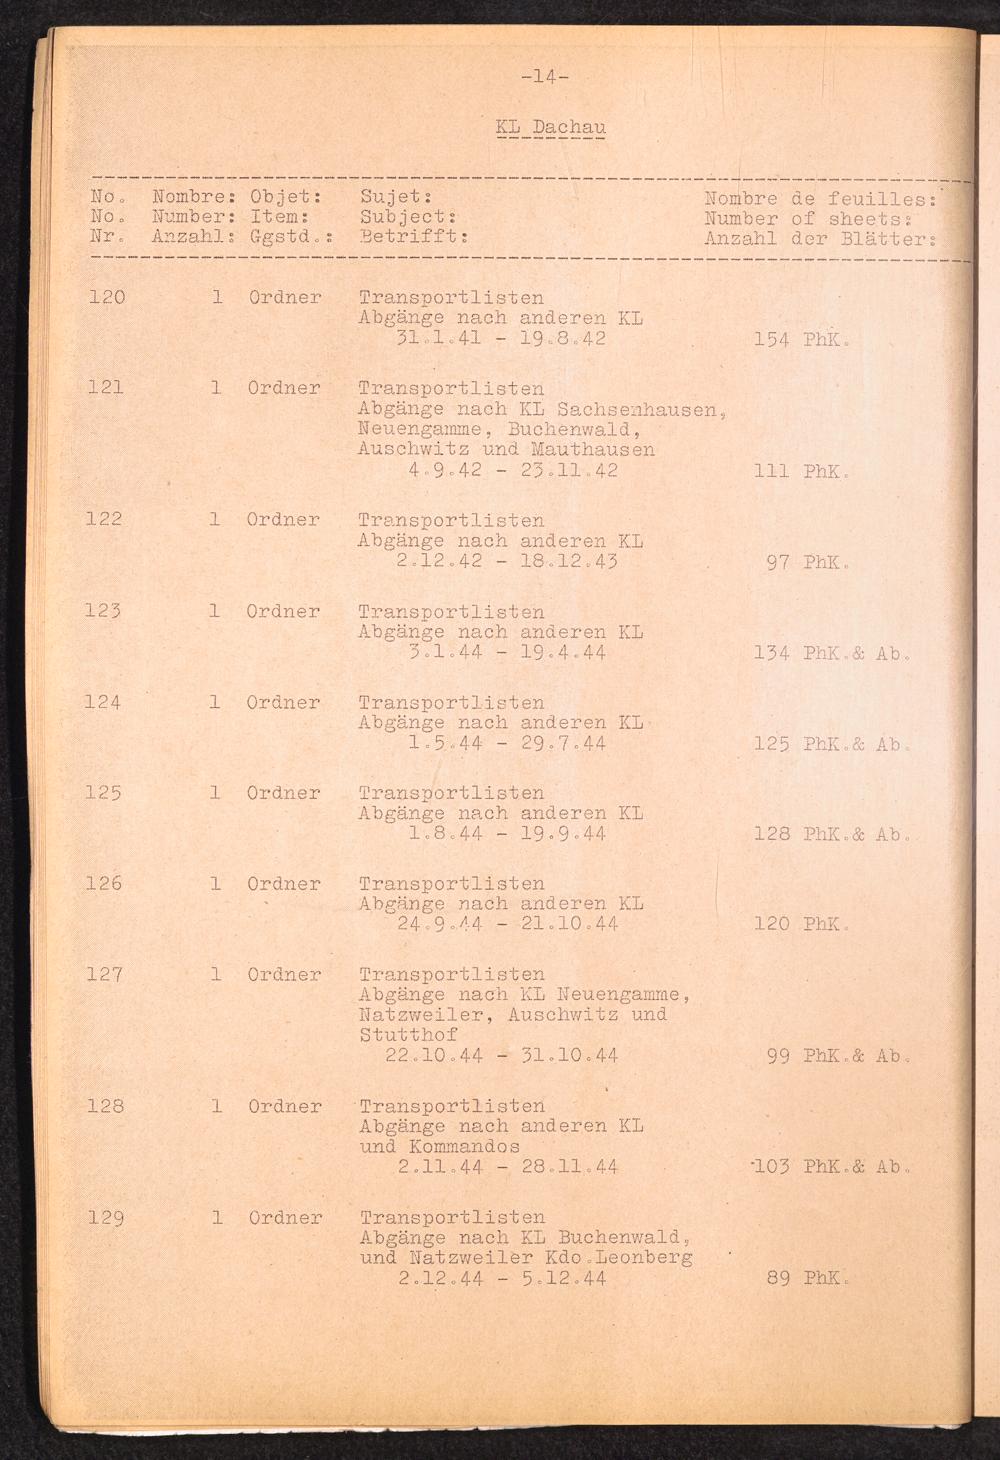 -14-
KL Dachau
No. Nombre: Objet: Sujet: Nombre de feuilles:
No. Number: Item: Subject: Number of sheets:
Nr. Anzahl: Ggstd.: Betrifft: Anzahl der Blätter:
120 1 Ordner Transportlisten
Abgänge nach anderen KL
31.1.41 - 19.8.42 154 PhK.
121 1 Ordner Transportlisten
Abgänge nach KL Sachsenhausen,
Neuengamme, Buchenwald,
Auschwitz und Mauthausen
4.9.42 - 23.11.42 111 PhK.
122 1 Ordner Transportlisten
Abgänge nach anderen KL
2.12.42 - 18.12.43 97 PhK.
123 1 Ordner Transportlisten
Abgänge nach anderen KL
3.1.44 - 19.4.44 134 PhK.& Ab.
124 1 Ordner Transportlisten
Abgänge nach anderen KL
1.5.44 - 29.7.44 125 PhK.& Ab.
125 1 Ordner Transportlisten
Abgänge nach anderen KL
1.8.44 - 19.9.44 128 PhK.& Ab.
126 1 Ordner Transportlisten
Abgänge nach anderen KL
24.9.44 - 21.10.44 120 PhK.
127 1 Ordner Transportlisten
Abgänge nach KL Neuengamme,
Natzweiler, Auschwitz und
Stutthof
22.10.44 - 31.10.44 99 PhK.& Ab.
128 1 Ordner Transportlisten
Abgänge nach anderen KL
und Kommandos
2.11.44 - 28.11.44 103 PhK.& Ab.
129 1 Ordner Transportlisten
Abgänge nach KL Buchenwald,
und Natzweiler Kdo.Leonberg
2.12.44 - 5.12.44 89 PhK.